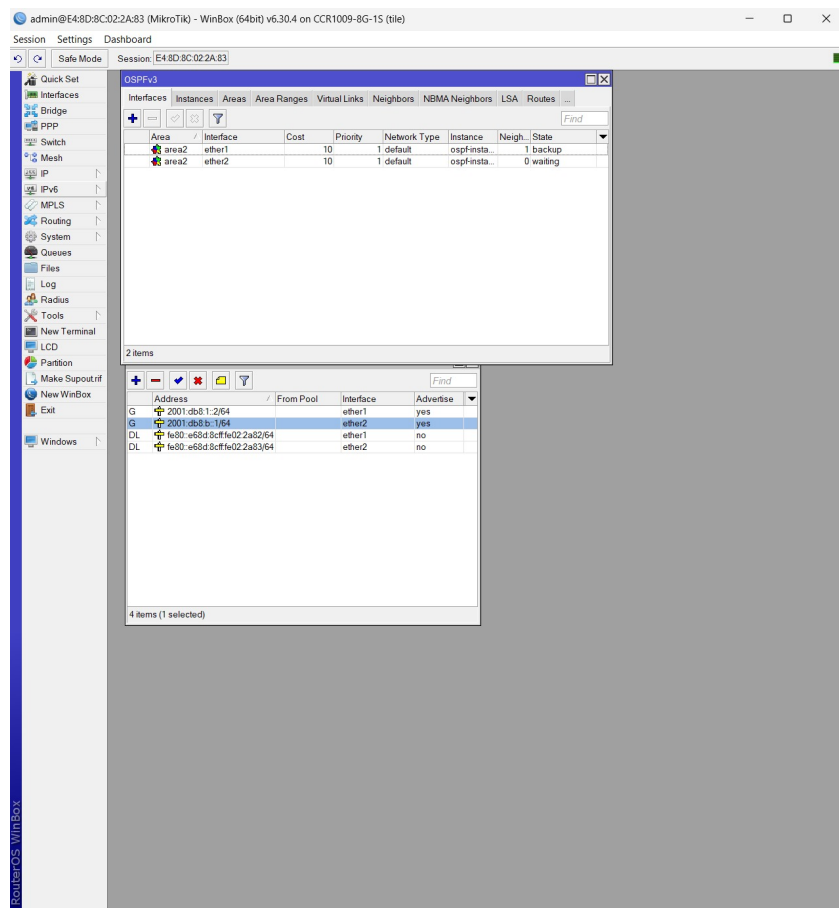 admin@E4:8D:8C:02:2A:83 (MikroTik) - WinBox (64bit) v6.30.4 on CCR1009-8G-1S (tile)
Session Settings Dashboard
Safe Mode Session: E4:8D:8C:02:2A:83
Quick Set
Interfaces
Bridge
PPP
Switch
Mesh
IP
IPv6
MPLS
Routing
System
Queues
Files
Log
Radius
Tools
New Terminal
LCD
Partition
Make Supout.rif
New WinBox
Exit
Windows
RouterOS WinBox
OSPFv3
Interfaces Instances Areas Area Ranges Virtual Links Neighbors NBMA Neighbors LSA Routes ...
Find
Area Interface Cost Priority Network Type Instance Neigh... State
area2 ether1 10 1 default ospf-insta... 1 backup
area2 ether2 10 1 default ospf-insta... 0 waiting
2 items
Find
Address From Pool Interface Advertise
G 2001:db8:1::2/64 ether1 yes
G 2001:db8:b::1/64 ether2 yes
DL fe80::e68d:8cff:fe02:2a82/64 ether1 no
DL fe80::e68d:8cff:fe02:2a83/64 ether2 no
4 items (1 selected)